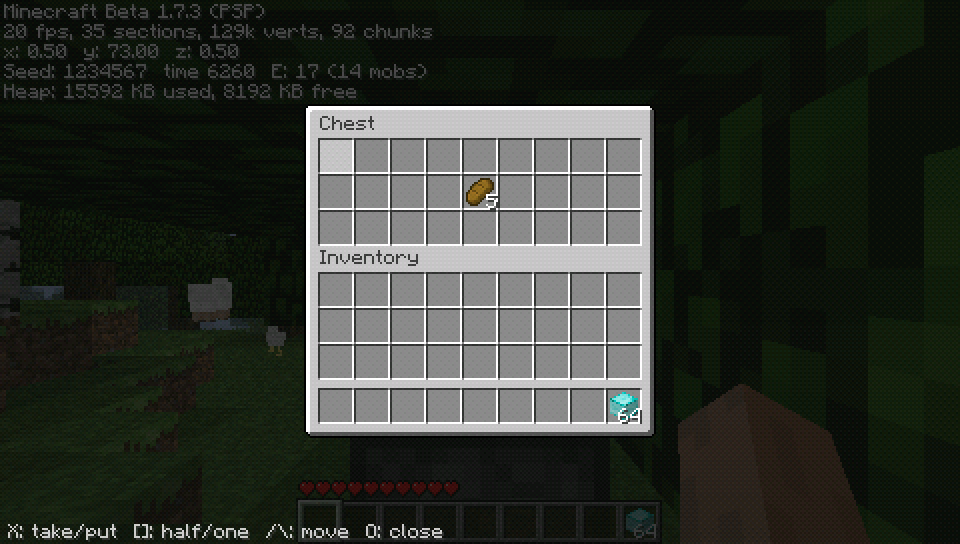 Minecraft Beta 1.7.3 (PSP)
20 fps, 35 sections, 129k verts, 92 chunks
x: 0.50 y: 73.00 z: 0.50
Seed: 1234567 time 6260 E: 17 (14 mobs)
Heap: 15592 KB used, 8192 KB free
Chest
5
Inventory
64
64
X: take/put []: half/one /\: move O: close